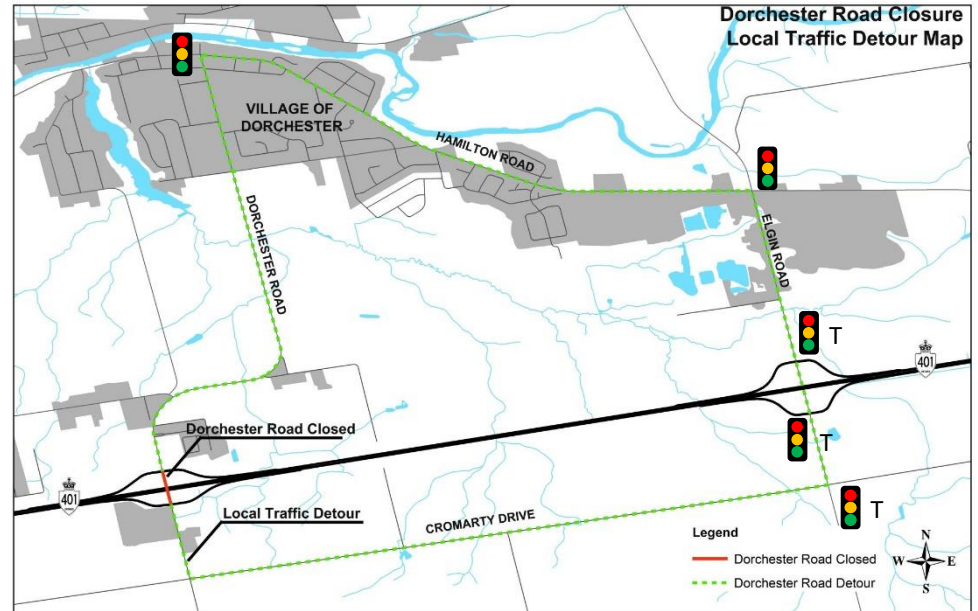 Dorchester Road Closure
Local Traffic Detour Map
VILLAGE OF
DORCHESTER
HAMILTON ROAD
DORCHESTER ROAD
ELGIN ROAD
T
401
T
Dorchester Road Closed
401
T
Local Traffic Detour
CROMARTY DRIVE
Legend
Dorchester Road Closed
Dorchester Road Detour
N
W E
S